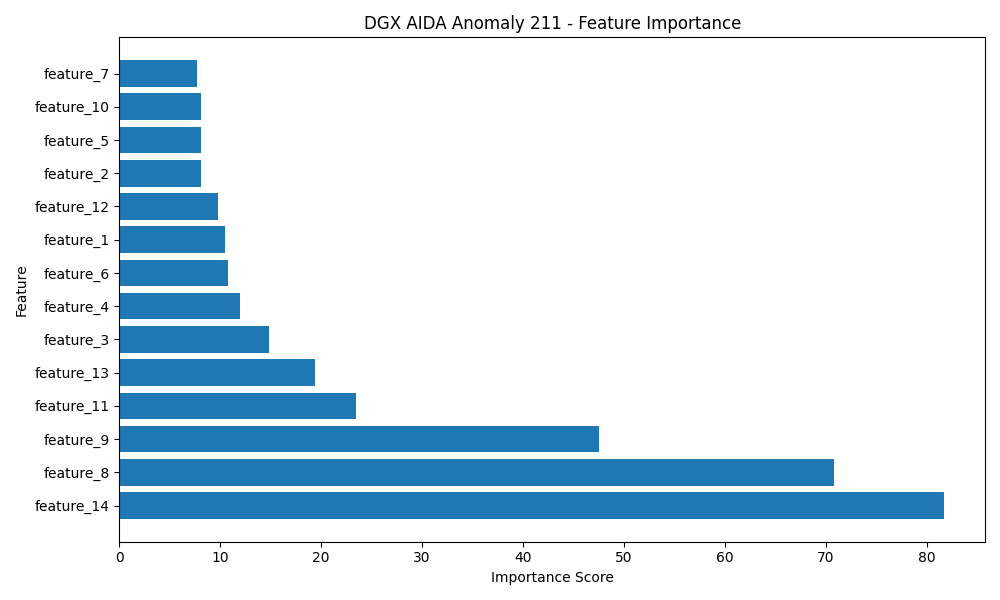 DGX AIDA Anomaly 211 - Feature Importance
feature_7
feature_10
feature_5
feature_2
feature_12
feature_1
feature_6
feature_4
feature_3
feature_13
feature_11
feature_9
feature_8
feature_14
Feature
0 10 20 30 40 50 60 70 80
Importance Score